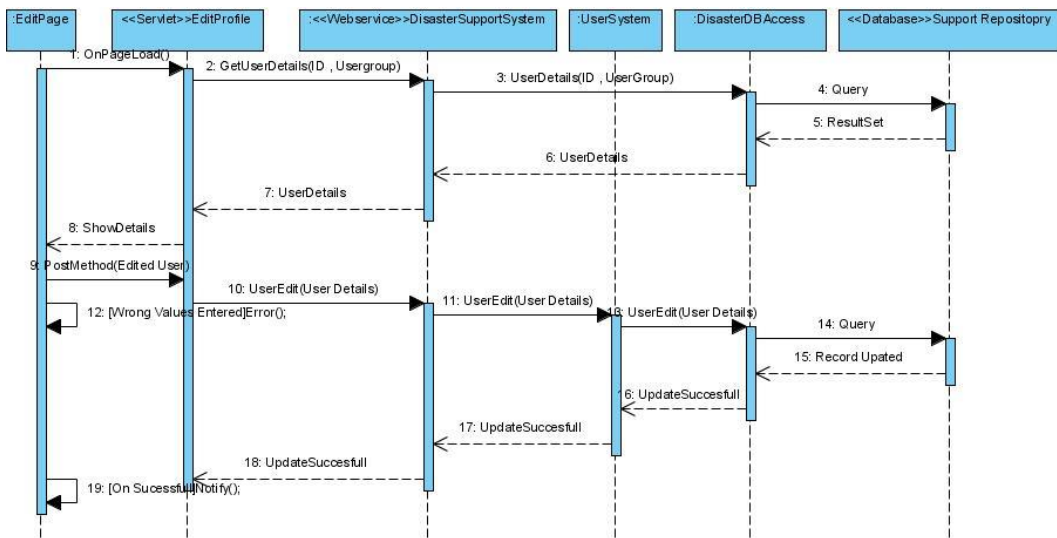 :EditPage
<<Servlet>>EditProfile
:<<Webservice>>DisasterSupportSystem
:UserSystem
:DisasterDBAccess
<<Database>>Support Repositopry
1: OnPageLoad()
2: GetUserDetails(ID , Usergroup)
3: UserDetails(ID , UserGroup)
4: Query
5: ResultSet
6: UserDetails
7: UserDetails
8: ShowDetails
9: PostMethod(Edited User)
10: UserEdit(User Details)
11: UserEdit(User Details)
12: [Wrong Values Entered]Error();
13: UserEdit(User Details)
14: Query
15: Record Upated
16: UpdateSuccesfull
17: UpdateSuccesfull
18: UpdateSuccesfull
19: [On Sucessfull]Notify();